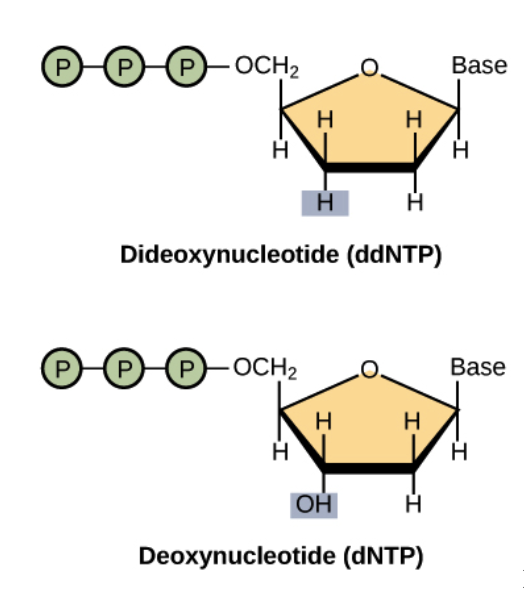 P P P OCH₂ O Base
H H
H H
H H
Dideoxynucleotide (ddNTP)
P P P OCH₂ O Base
H H
H H
OH H
Deoxynucleotide (dNTP)